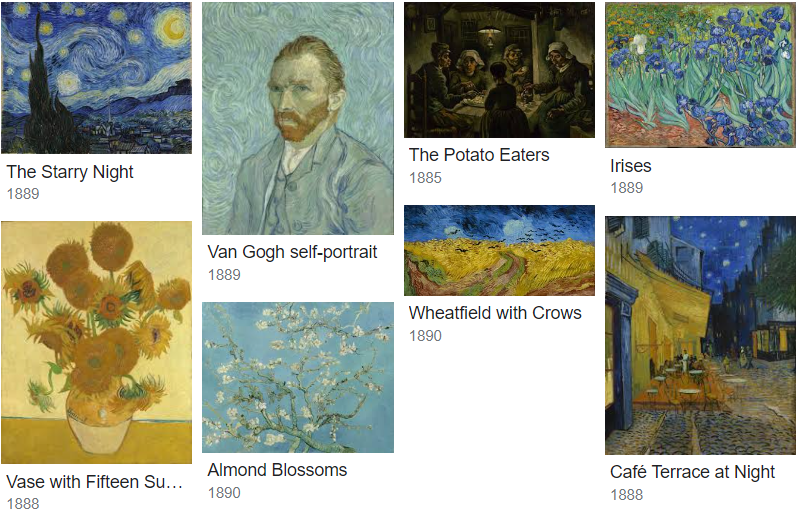 The Starry Night
1889
Van Gogh self-portrait
1889
The Potato Eaters
1885
Irises
1889
Vase with Fifteen Su...
1888
Almond Blossoms
1890
Wheatfield with Crows
1890
Café Terrace at Night
1888